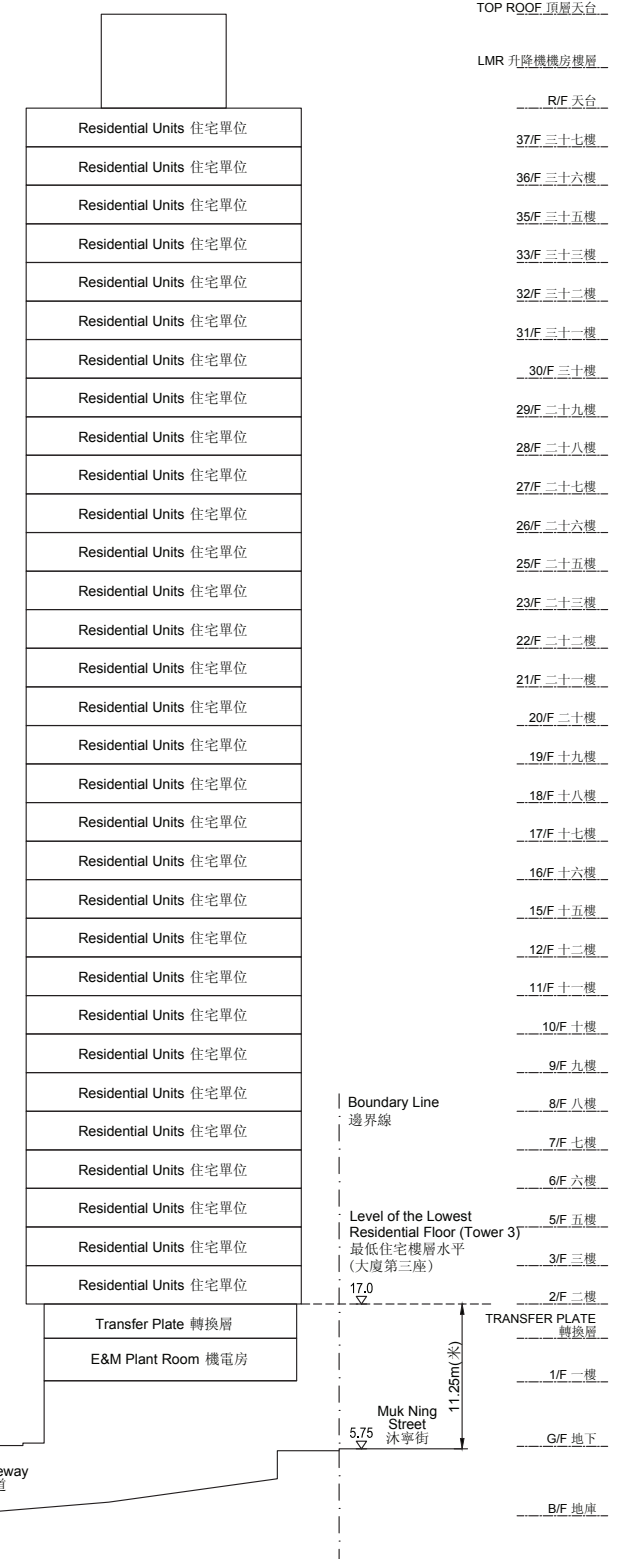 TOP ROOF 頂層天台
LMR 升降機機房樓層
R/F 天台
Residential Units 住宅單位
37/F 三十七樓
Residential Units 住宅單位
36/F 三十六樓
Residential Units 住宅單位
35/F 三十五樓
Residential Units 住宅單位
33/F 三十三樓
Residential Units 住宅單位
32/F 三十二樓
Residential Units 住宅單位
31/F 三十一樓
Residential Units 住宅單位
30/F 三十樓
Residential Units 住宅單位
29/F 二十九樓
Residential Units 住宅單位
28/F 二十八樓
Residential Units 住宅單位
27/F 二十七樓
Residential Units 住宅單位
26/F 二十六樓
Residential Units 住宅單位
25/F 二十五樓
Residential Units 住宅單位
23/F 二十三樓
Residential Units 住宅單位
22/F 二十二樓
Residential Units 住宅單位
21/F 二十一樓
Residential Units 住宅單位
20/F 二十樓
Residential Units 住宅單位
19/F 十九樓
Residential Units 住宅單位
18/F 十八樓
Residential Units 住宅單位
17/F 十七樓
Residential Units 住宅單位
16/F 十六樓
Residential Units 住宅單位
15/F 十五樓
Residential Units 住宅單位
12/F 十二樓
Residential Units 住宅單位
11/F 十一樓
Residential Units 住宅單位
10/F 十樓
Residential Units 住宅單位
9/F 九樓
Residential Units 住宅單位
8/F 八樓
Boundary Line
邊界線
Residential Units 住宅單位
7/F 七樓
Residential Units 住宅單位
6/F 六樓
Residential Units 住宅單位
5/F 五樓
Level of the Lowest
Residential Floor (Tower 3)
最低住宅樓層水平
(大廈第三座)
Residential Units 住宅單位
3/F 三樓
Residential Units 住宅單位
17.0
2/F 二樓
Transfer Plate 轉換層
TRANSFER PLATE
轉換層
E&M Plant Room 機電房
11.25m(米)
1/F 一樓
Muk Ning
Street
沐寧街
5.75
G/F 地下
eway
道
B/F 地庫